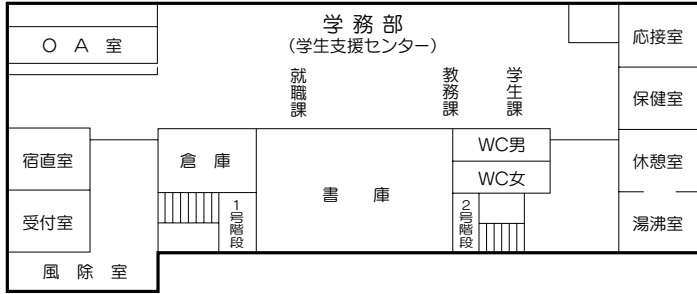 学務部
(学生支援センター)
OA室
応接室
就職課
教務課
学生課
保健室
宿直室
倉庫
書庫
WC男
WC女
休憩室
受付室
1号階段
2号階段
湯沸室
風除室